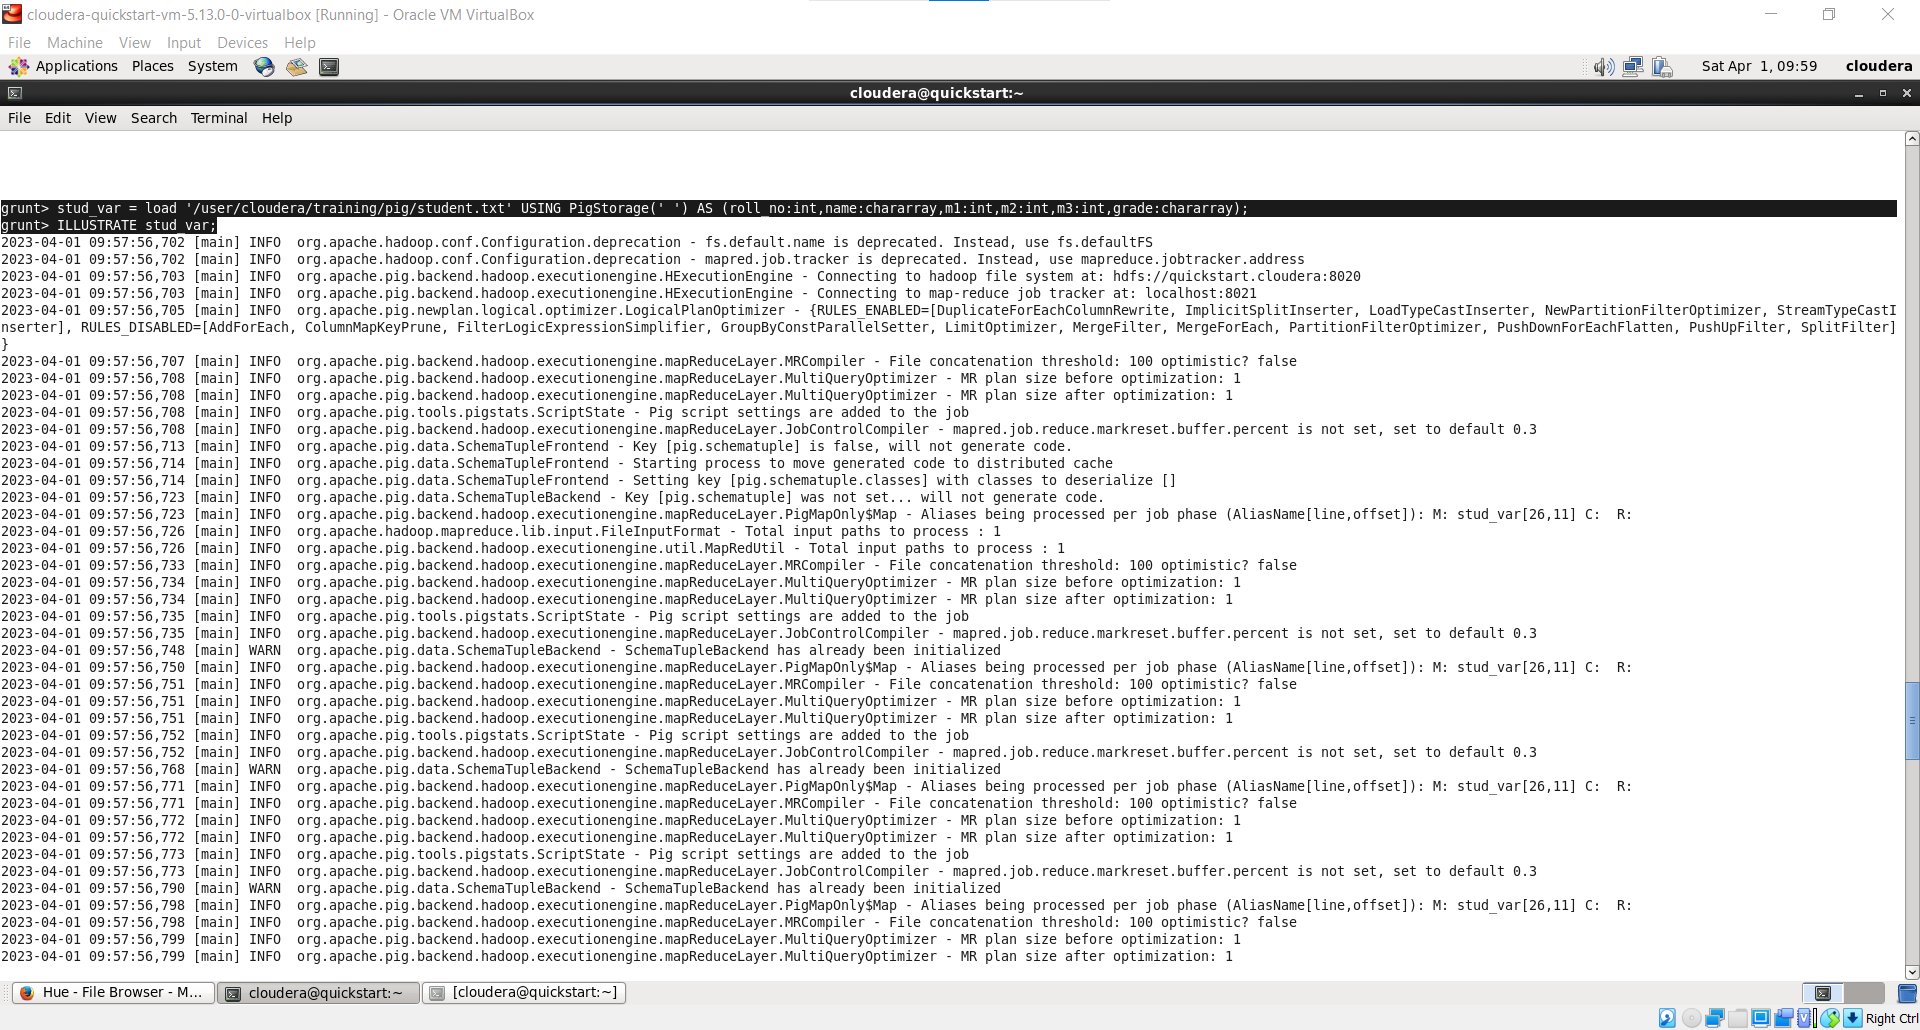 cloudera-quickstart-vm-5.13.0-0-virtualbox [Running] - Oracle VM VirtualBox
File Machine View Input Devices Help
Applications Places System Sat Apr 1, 09:59 cloudera
cloudera@quickstart:~
File Edit View Search Terminal Help
grunt> stud_var = load '/user/cloudera/training/pig/student.txt' USING PigStorage(' ') AS (roll_no:int,name:chararray,m1:int,m2:int,m3:int,grade:chararray);
grunt> ILLUSTRATE stud_var;
2023-04-01 09:57:56,702 [main] INFO  org.apache.hadoop.conf.Configuration.deprecation - fs.default.name is deprecated. Instead, use fs.defaultFS
2023-04-01 09:57:56,702 [main] INFO  org.apache.hadoop.conf.Configuration.deprecation - mapred.job.tracker is deprecated. Instead, use mapreduce.jobtracker.address
2023-04-01 09:57:56,703 [main] INFO  org.apache.pig.backend.hadoop.executionengine.HExecutionEngine - Connecting to hadoop file system at: hdfs://quickstart.cloudera:8020
2023-04-01 09:57:56,703 [main] INFO  org.apache.pig.backend.hadoop.executionengine.HExecutionEngine - Connecting to map-reduce job tracker at: localhost:8021
2023-04-01 09:57:56,705 [main] INFO  org.apache.pig.newplan.logical.optimizer.LogicalPlanOptimizer - {RULES_ENABLED=[DuplicateForEachColumnRewrite, ImplicitSplitInserter, LoadTypeCastInserter, NewPartitionFilterOptimizer, StreamTypeCastI
nserter], RULES_DISABLED=[AddForEach, ColumnMapKeyPrune, FilterLogicExpressionSimplifier, GroupByConstParallelSetter, LimitOptimizer, MergeFilter, MergeForEach, PartitionFilterOptimizer, PushDownForEachFlatten, PushUpFilter, SplitFilter]
}
2023-04-01 09:57:56,707 [main] INFO  org.apache.pig.backend.hadoop.executionengine.mapReduceLayer.MRCompiler - File concatenation threshold: 100 optimistic? false
2023-04-01 09:57:56,708 [main] INFO  org.apache.pig.backend.hadoop.executionengine.mapReduceLayer.MultiQueryOptimizer - MR plan size before optimization: 1
2023-04-01 09:57:56,708 [main] INFO  org.apache.pig.backend.hadoop.executionengine.mapReduceLayer.MultiQueryOptimizer - MR plan size after optimization: 1
2023-04-01 09:57:56,708 [main] INFO  org.apache.pig.tools.pigstats.ScriptState - Pig script settings are added to the job
2023-04-01 09:57:56,708 [main] INFO  org.apache.pig.backend.hadoop.executionengine.mapReduceLayer.JobControlCompiler - mapred.job.reduce.markreset.buffer.percent is not set, set to default 0.3
2023-04-01 09:57:56,713 [main] INFO  org.apache.pig.data.SchemaTupleFrontend - Key [pig.schematuple] is false, will not generate code.
2023-04-01 09:57:56,714 [main] INFO  org.apache.pig.data.SchemaTupleFrontend - Starting process to move generated code to distributed cache
2023-04-01 09:57:56,714 [main] INFO  org.apache.pig.data.SchemaTupleFrontend - Setting key [pig.schematuple.classes] with classes to deserialize []
2023-04-01 09:57:56,723 [main] INFO  org.apache.pig.data.SchemaTupleBackend - Key [pig.schematuple] was not set... will not generate code.
2023-04-01 09:57:56,723 [main] INFO  org.apache.pig.backend.hadoop.executionengine.mapReduceLayer.PigMapOnly$Map - Aliases being processed per job phase (AliasName[line,offset]): M: stud_var[26,11] C:  R:
2023-04-01 09:57:56,726 [main] INFO  org.apache.hadoop.mapreduce.lib.input.FileInputFormat - Total input paths to process : 1
2023-04-01 09:57:56,726 [main] INFO  org.apache.pig.backend.hadoop.executionengine.util.MapRedUtil - Total input paths to process : 1
2023-04-01 09:57:56,733 [main] INFO  org.apache.pig.backend.hadoop.executionengine.mapReduceLayer.MRCompiler - File concatenation threshold: 100 optimistic? false
2023-04-01 09:57:56,734 [main] INFO  org.apache.pig.backend.hadoop.executionengine.mapReduceLayer.MultiQueryOptimizer - MR plan size before optimization: 1
2023-04-01 09:57:56,734 [main] INFO  org.apache.pig.backend.hadoop.executionengine.mapReduceLayer.MultiQueryOptimizer - MR plan size after optimization: 1
2023-04-01 09:57:56,735 [main] INFO  org.apache.pig.tools.pigstats.ScriptState - Pig script settings are added to the job
2023-04-01 09:57:56,735 [main] INFO  org.apache.pig.backend.hadoop.executionengine.mapReduceLayer.JobControlCompiler - mapred.job.reduce.markreset.buffer.percent is not set, set to default 0.3
2023-04-01 09:57:56,748 [main] WARN  org.apache.pig.data.SchemaTupleBackend - SchemaTupleBackend has already been initialized
2023-04-01 09:57:56,750 [main] INFO  org.apache.pig.backend.hadoop.executionengine.mapReduceLayer.PigMapOnly$Map - Aliases being processed per job phase (AliasName[line,offset]): M: stud_var[26,11] C:  R:
2023-04-01 09:57:56,751 [main] INFO  org.apache.pig.backend.hadoop.executionengine.mapReduceLayer.MRCompiler - File concatenation threshold: 100 optimistic? false
2023-04-01 09:57:56,751 [main] INFO  org.apache.pig.backend.hadoop.executionengine.mapReduceLayer.MultiQueryOptimizer - MR plan size before optimization: 1
2023-04-01 09:57:56,751 [main] INFO  org.apache.pig.backend.hadoop.executionengine.mapReduceLayer.MultiQueryOptimizer - MR plan size after optimization: 1
2023-04-01 09:57:56,752 [main] INFO  org.apache.pig.tools.pigstats.ScriptState - Pig script settings are added to the job
2023-04-01 09:57:56,752 [main] INFO  org.apache.pig.backend.hadoop.executionengine.mapReduceLayer.JobControlCompiler - mapred.job.reduce.markreset.buffer.percent is not set, set to default 0.3
2023-04-01 09:57:56,768 [main] WARN  org.apache.pig.data.SchemaTupleBackend - SchemaTupleBackend has already been initialized
2023-04-01 09:57:56,771 [main] INFO  org.apache.pig.backend.hadoop.executionengine.mapReduceLayer.PigMapOnly$Map - Aliases being processed per job phase (AliasName[line,offset]): M: stud_var[26,11] C:  R:
2023-04-01 09:57:56,771 [main] INFO  org.apache.pig.backend.hadoop.executionengine.mapReduceLayer.MRCompiler - File concatenation threshold: 100 optimistic? false
2023-04-01 09:57:56,772 [main] INFO  org.apache.pig.backend.hadoop.executionengine.mapReduceLayer.MultiQueryOptimizer - MR plan size before optimization: 1
2023-04-01 09:57:56,772 [main] INFO  org.apache.pig.backend.hadoop.executionengine.mapReduceLayer.MultiQueryOptimizer - MR plan size after optimization: 1
2023-04-01 09:57:56,773 [main] INFO  org.apache.pig.tools.pigstats.ScriptState - Pig script settings are added to the job
2023-04-01 09:57:56,773 [main] INFO  org.apache.pig.backend.hadoop.executionengine.mapReduceLayer.JobControlCompiler - mapred.job.reduce.markreset.buffer.percent is not set, set to default 0.3
2023-04-01 09:57:56,790 [main] WARN  org.apache.pig.data.SchemaTupleBackend - SchemaTupleBackend has already been initialized
2023-04-01 09:57:56,798 [main] INFO  org.apache.pig.backend.hadoop.executionengine.mapReduceLayer.PigMapOnly$Map - Aliases being processed per job phase (AliasName[line,offset]): M: stud_var[26,11] C:  R:
2023-04-01 09:57:56,798 [main] INFO  org.apache.pig.backend.hadoop.executionengine.mapReduceLayer.MRCompiler - File concatenation threshold: 100 optimistic? false
2023-04-01 09:57:56,799 [main] INFO  org.apache.pig.backend.hadoop.executionengine.mapReduceLayer.MultiQueryOptimizer - MR plan size before optimization: 1
2023-04-01 09:57:56,799 [main] INFO  org.apache.pig.backend.hadoop.executionengine.mapReduceLayer.MultiQueryOptimizer - MR plan size after optimization: 1
Hue - File Browser - M... cloudera@quickstart:~ [cloudera@quickstart:~]
Right Ctrl